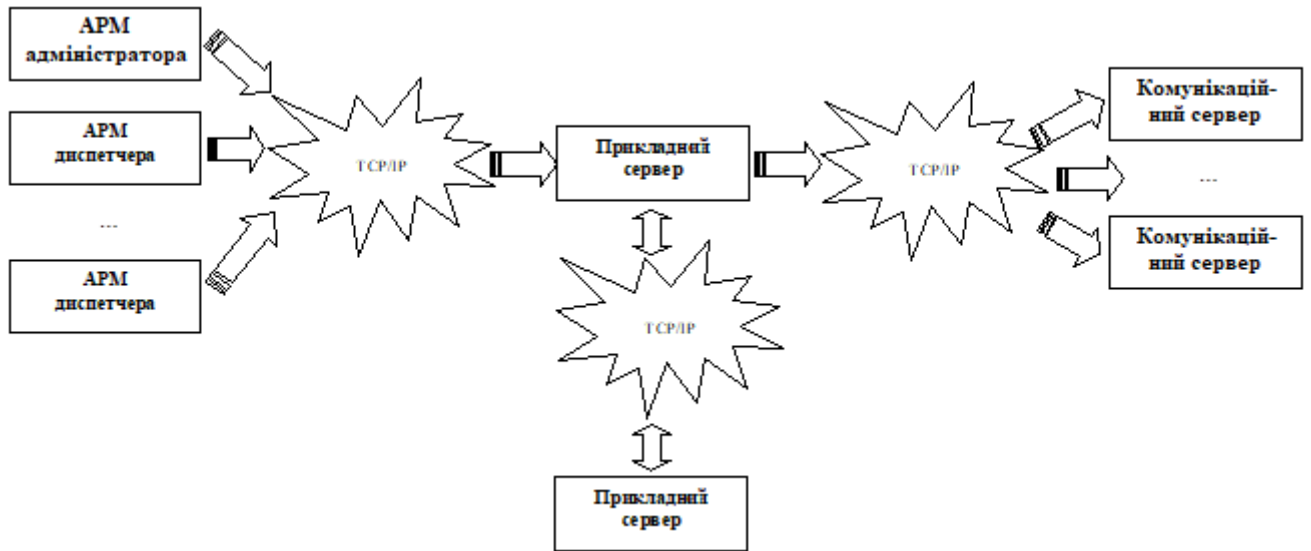 АРМ
адміністратора
АРМ
диспетчера
...
АРМ
диспетчера
TCP/IP
Прикладний
сервер
TCP/IP
Комунікацій-
ний сервер
...
Комунікацій-
ний сервер
TCP/IP
Прикладний
сервер